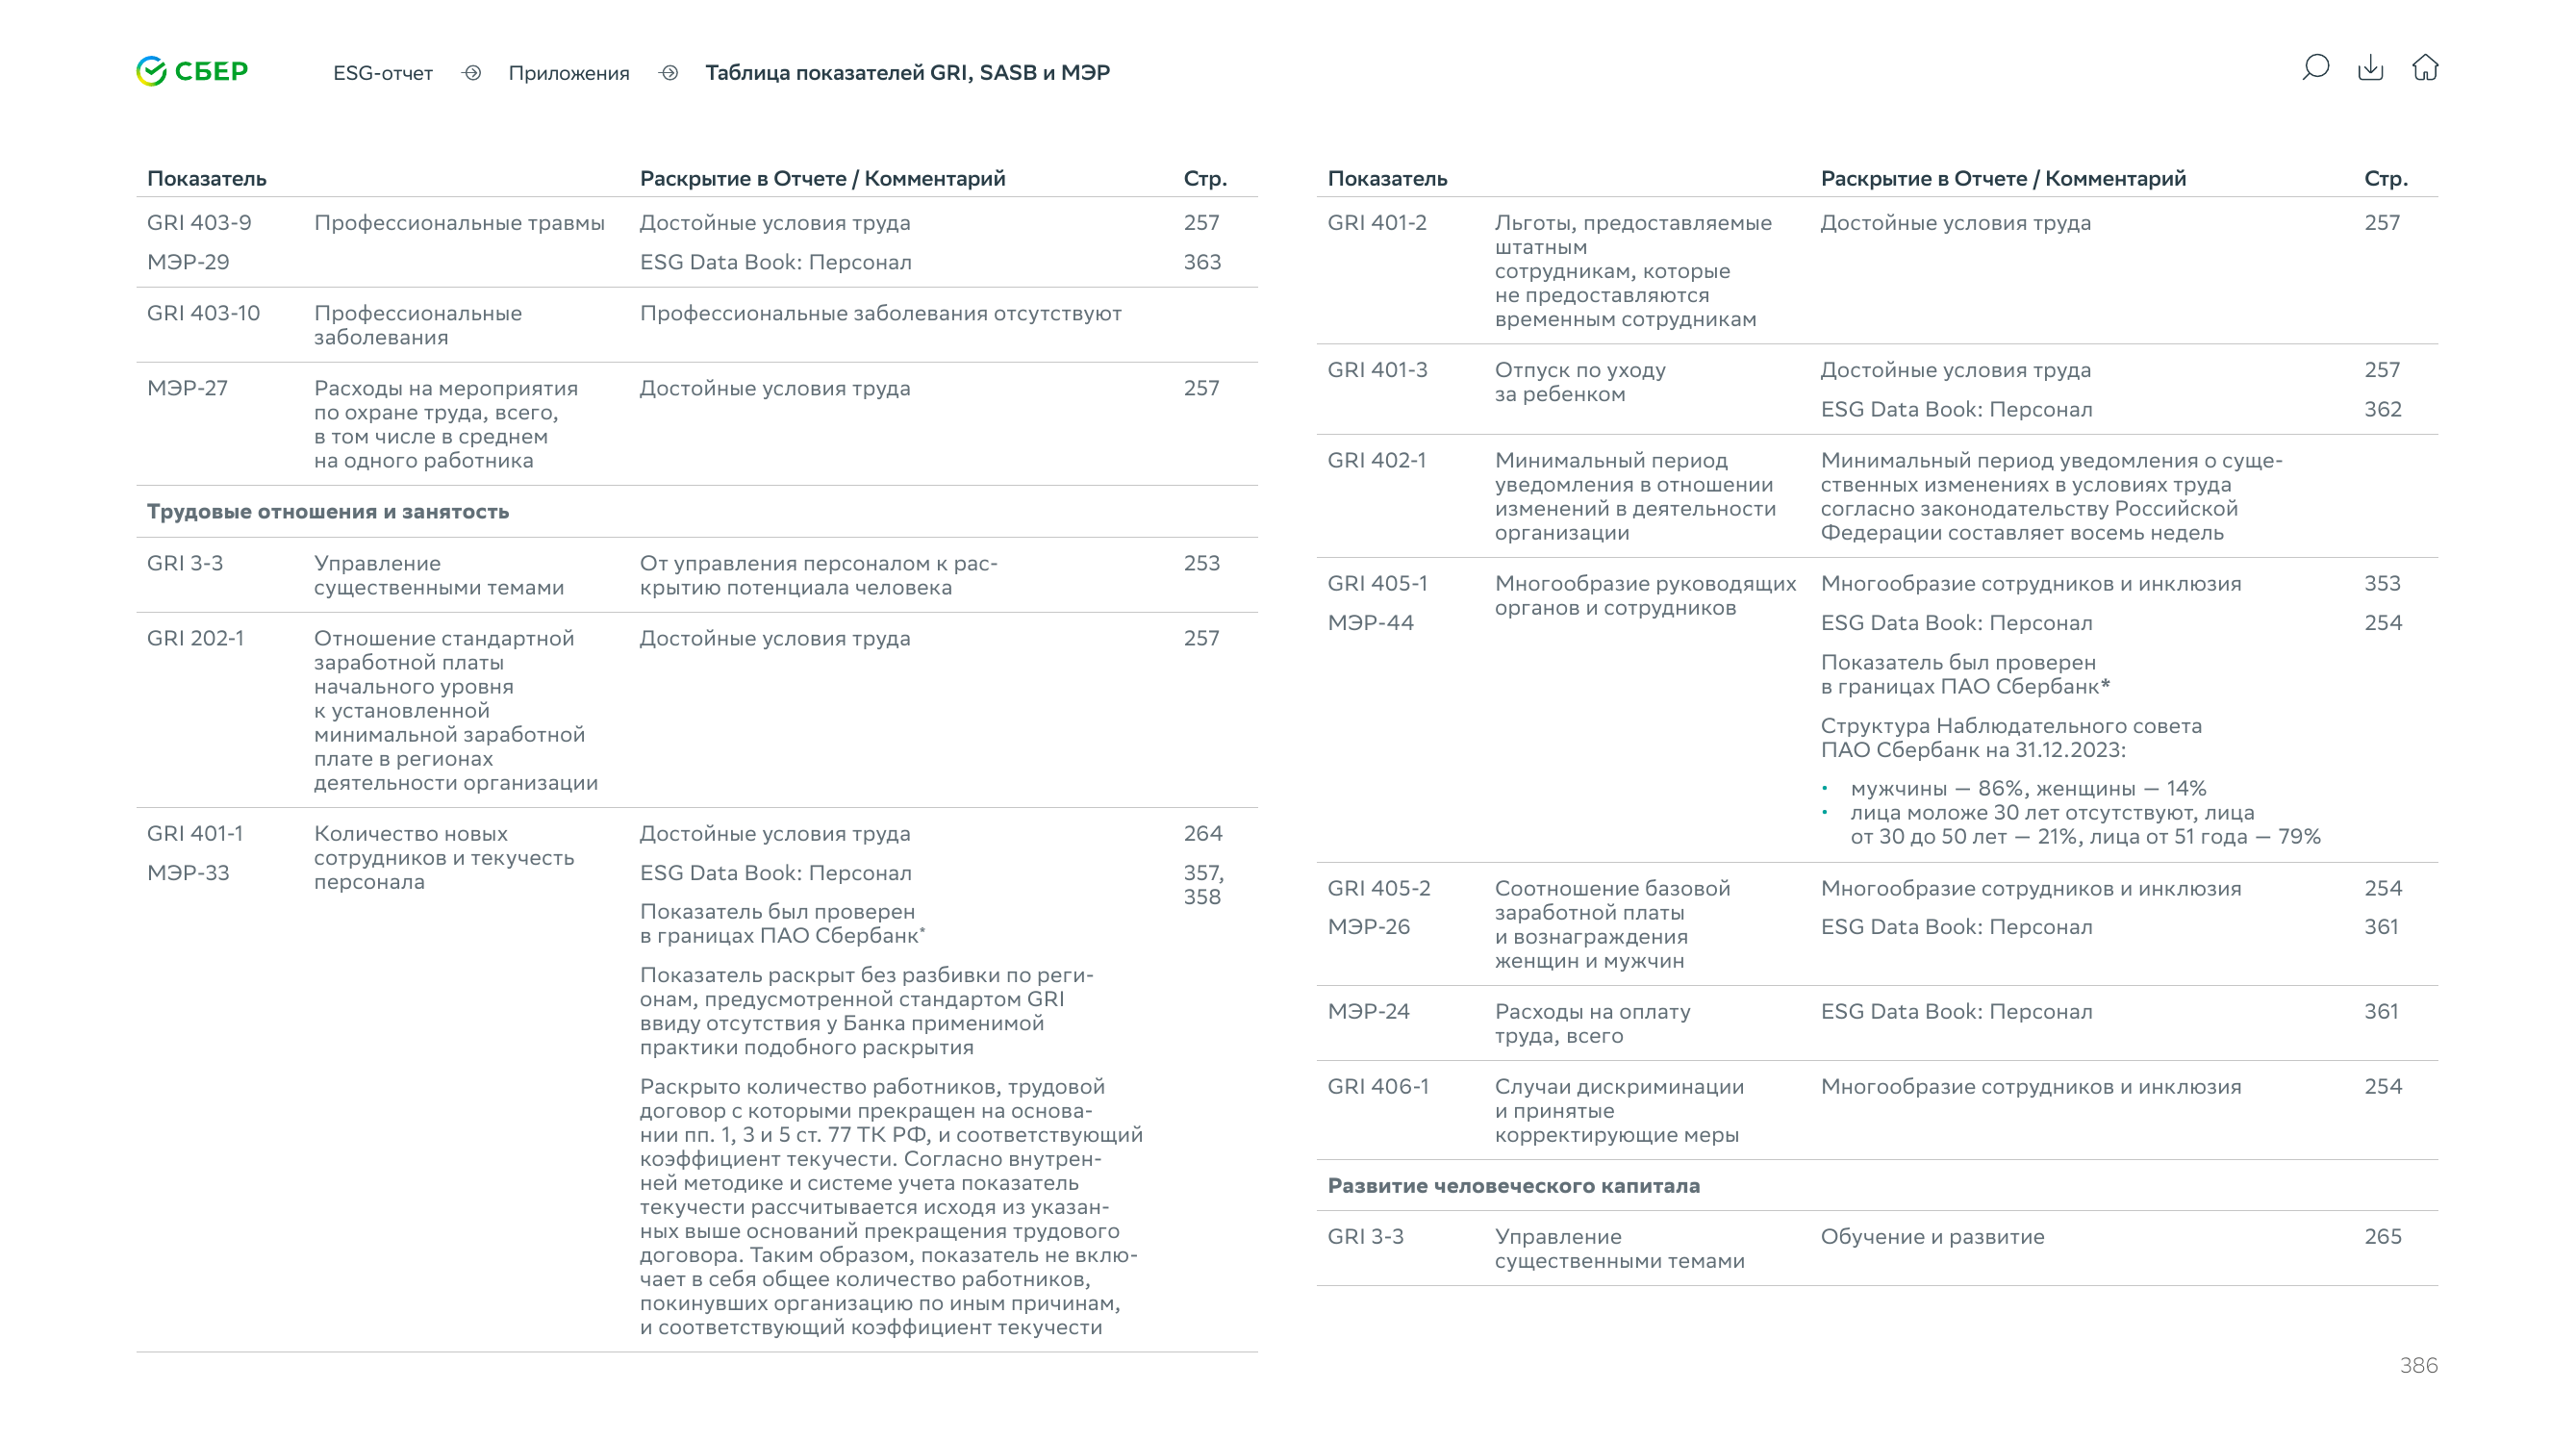 СБЕР
ESG-отчет
Приложения
Таблица показателей GRI, SASB и МЭР
Показатель Раскрытие в Отчете / Комментарий Стр.
GRI 403-9 Профессиональные травмы Достойные условия труда 257
МЭР-29 ESG Data Book: Персонал 363
GRI 403-10 Профессиональные Профессиональные заболевания отсутствуют
заболевания
МЭР-27 Расходы на мероприятия Достойные условия труда 257
по охране труда, всего,
в том числе в среднем
на одного работника
Трудовые отношения и занятость
GRI 3-3 Управление От управления персоналом к рас- 253
существенными темами крытию потенциала человека
GRI 202-1 Отношение стандартной Достойные условия труда 257
заработной платы
начального уровня
к установленной
минимальной заработной
плате в регионах
деятельности организации
GRI 401-1 Количество новых Достойные условия труда 264
сотрудников и текучесть
МЭР-33 ESG Data Book: Персонал 357,
персонала
358
Показатель был проверен
в границах ПАО Сбербанк*
Показатель раскрыт без разбивки по реги-
онам, предусмотренной стандартом GRI
ввиду отсутствия у Банка применимой
практики подобного раскрытия
Раскрыто количество работников, трудовой
договор с которыми прекращен на основа-
нии пп. 1, 3 и 5 ст. 77 ТК РФ, и соответствующий
коэффициент текучести. Согласно внутрен-
ней методике и системе учета показатель
текучести рассчитывается исходя из указан-
ных выше оснований прекращения трудового
договора. Таким образом, показатель не вклю-
чает в себя общее количество работников,
покинувших организацию по иным причинам,
и соответствующий коэффициент текучести
Показатель Раскрытие в Отчете / Комментарий Стр.
GRI 401-2 Льготы, предоставляемые Достойные условия труда 257
штатным
сотрудникам, которые
не предоставляются
временным сотрудникам
GRI 401-3 Отпуск по уходу Достойные условия труда 257
за ребенком
ESG Data Book: Персонал 362
GRI 402-1 Минимальный период Минимальный период уведомления о суще-
уведомления в отношении ственных изменениях в условиях труда
изменений в деятельности согласно законодательству Российской
организации Федерации составляет восемь недель
GRI 405-1 Многообразие руководящих Многообразие сотрудников и инклюзия 353
органов и сотрудников
МЭР-44 ESG Data Book: Персонал 254
Показатель был проверен
в границах ПАО Сбербанк*
Структура Наблюдательного совета
ПАО Сбербанк на 31.12.2023:
• мужчины — 86%, женщины — 14%
• лица моложе 30 лет отсутствуют, лица
от 30 до 50 лет — 21%, лица от 51 года — 79%
GRI 405-2 Соотношение базовой Многообразие сотрудников и инклюзия 254
заработной платы
МЭР-26 ESG Data Book: Персонал 361
и вознаграждения
женщин и мужчин
МЭР-24 Расходы на оплату ESG Data Book: Персонал 361
труда, всего
GRI 406-1 Случаи дискриминации Многообразие сотрудников и инклюзия 254
и принятые
корректирующие меры
Развитие человеческого капитала
GRI 3-3 Управление Обучение и развитие 265
существенными темами
386